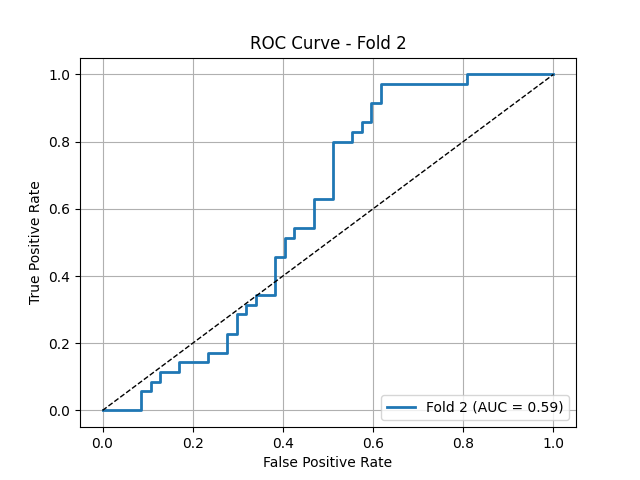 ROC Curve - Fold 2
True Positive Rate
1.0
0.8
0.6
0.4
0.2
0.0
Fold 2 (AUC = 0.59)
0.0 0.2 0.4 0.6 0.8 1.0
False Positive Rate